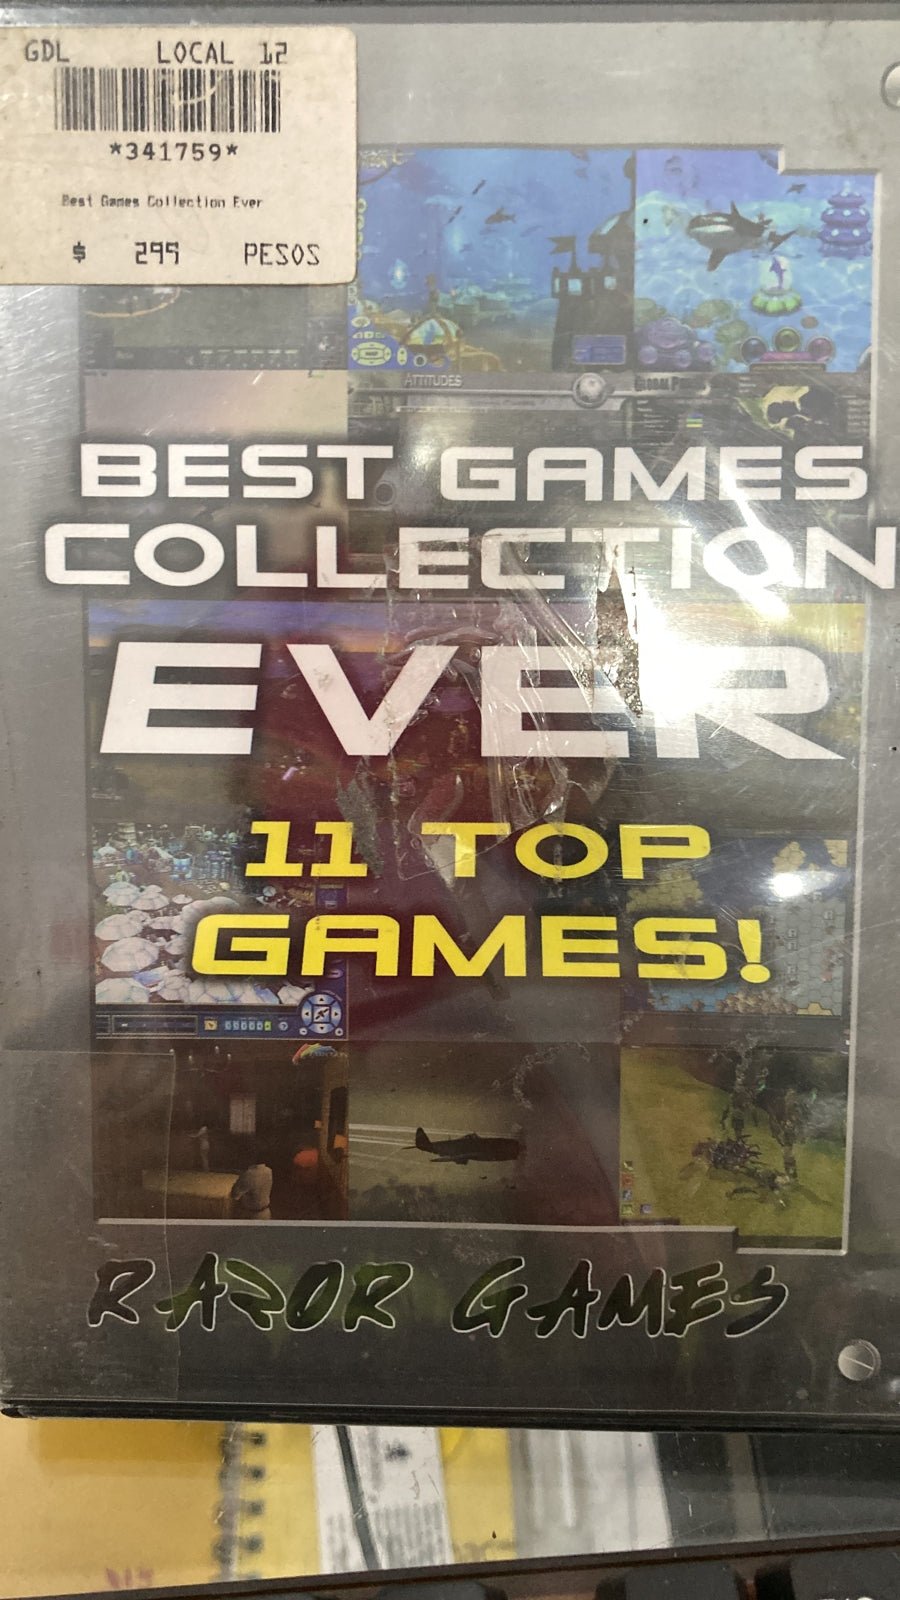 GDL LOCAL 12
*341759*
Best Games Collection Ever
$ 299 PESOS
ATTITUDES
BEST GAMES
COLLECTION
EVER
11 TOP
GAMES!
RAZOR GAMES